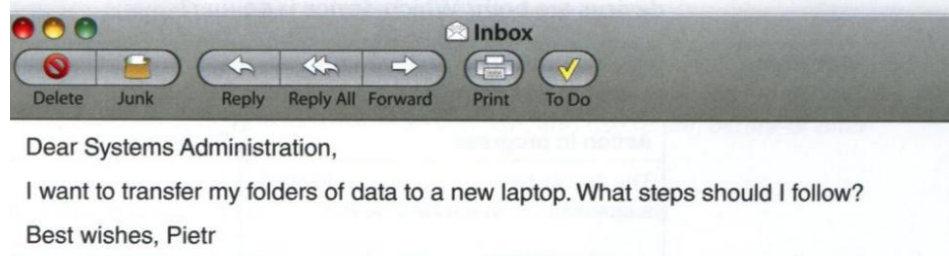 Inbox
Delete Junk Reply Reply All Forward Print To Do
Dear Systems Administration,
I want to transfer my folders of data to a new laptop. What steps should I follow?
Best wishes, Pietr